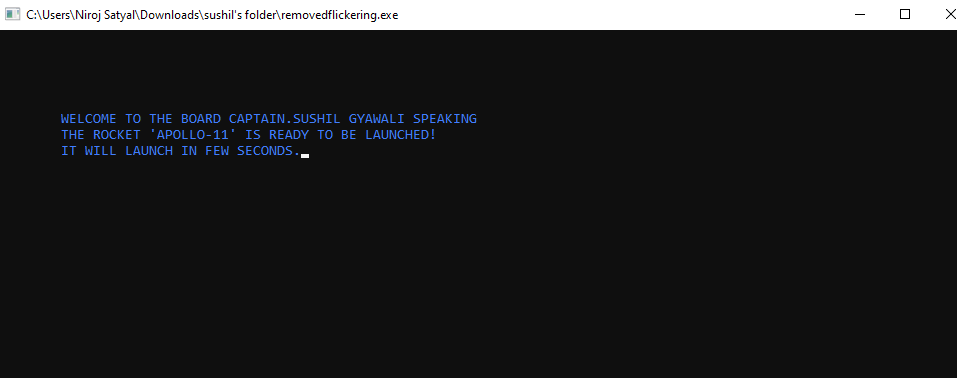 C:\Users\Niroj Satyal\Downloads\sushil's folder\removedflickering.exe
WELCOME TO THE BOARD CAPTAIN.SUSHIL GYAWALI SPEAKING
THE ROCKET 'APOLLO-11' IS READY TO BE LAUNCHED!
IT WILL LAUNCH IN FEW SECONDS.